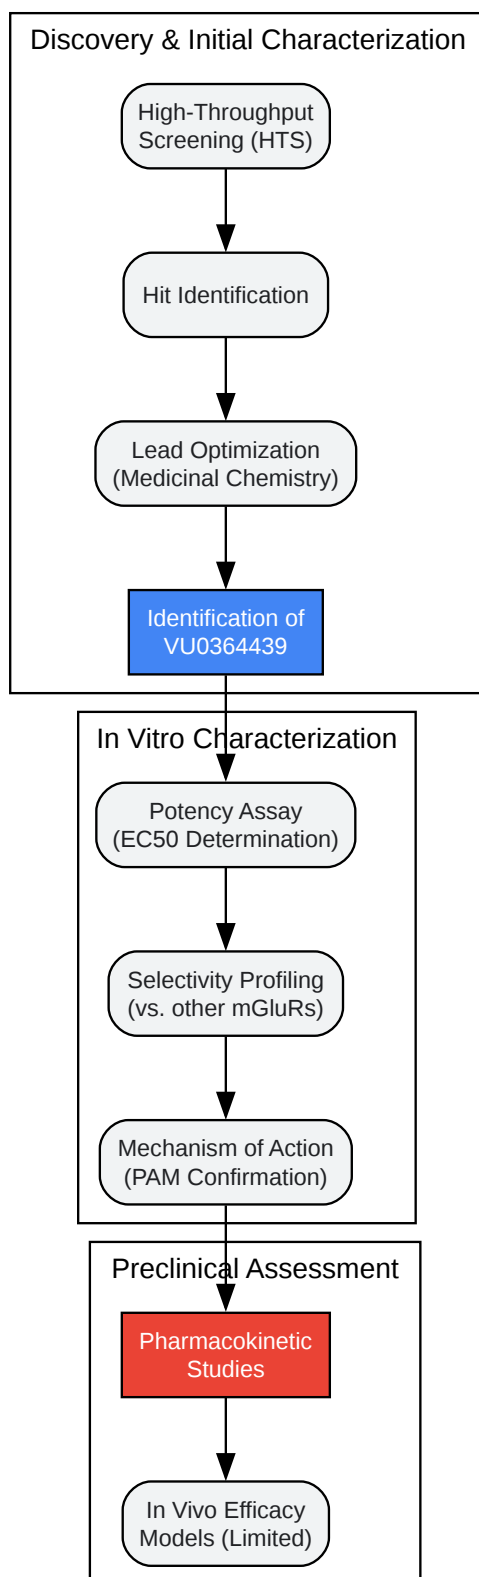 Discovery & Initial Characterization
High-Throughput
Screening (HTS)
Hit Identification
Lead Optimization
(Medicinal Chemistry)
Identification of
VU0364439
In Vitro Characterization
Potency Assay
(EC50 Determination)
Selectivity Profiling
(vs. other mGluRs)
Mechanism of Action
(PAM Confirmation)
Preclinical Assessment
Pharmacokinetic
Studies
In Vivo Efficacy
Models (Limited)